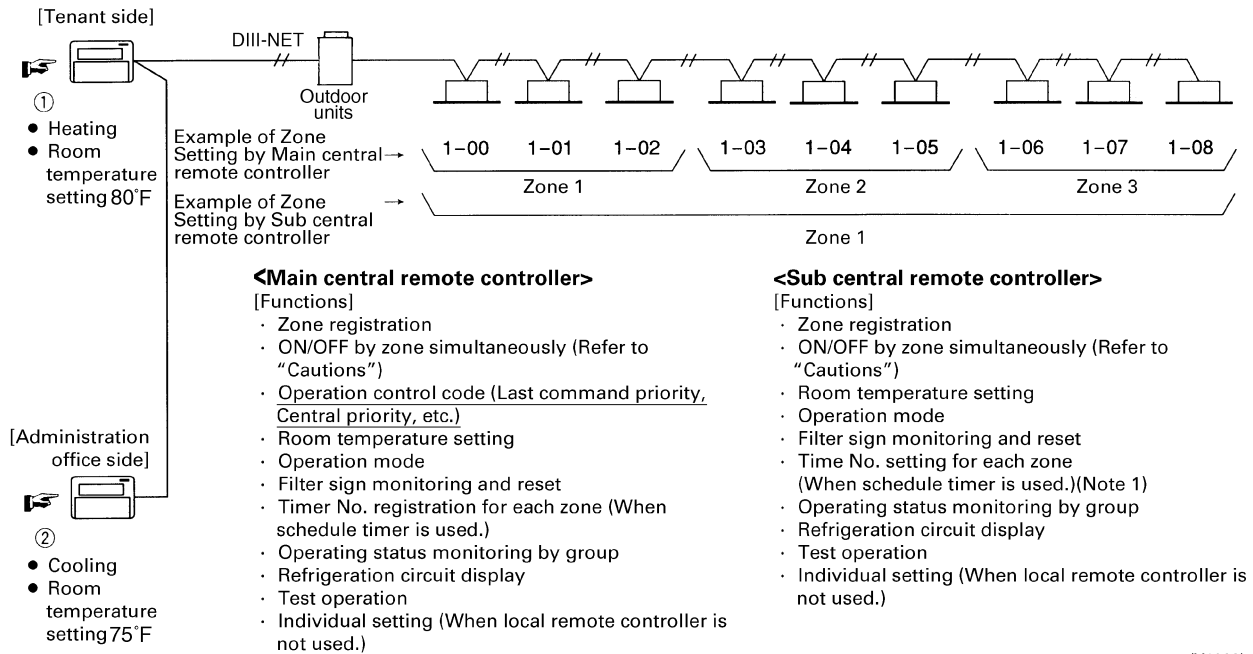 [Tenant side]
DIII-NET
Outdoor
units
①
● Heating
● Room
temperature
setting 80°F
Example of Zone
Setting by Main central →
remote controller
1-00 1-01 1-02 1-03 1-04 1-05 1-06 1-07 1-08
Zone 1 Zone 2 Zone 3
Example of Zone →
Setting by Sub central
remote controller
Zone 1
<Main central remote controller>
[Functions]
· Zone registration
· ON/OFF by zone simultaneously (Refer to
"Cautions")
· Operation control code (Last command priority,
Central priority, etc.)
· Room temperature setting
· Operation mode
· Filter sign monitoring and reset
· Timer No. registration for each zone (When
schedule timer is used.)
· Operating status monitoring by group
· Refrigeration circuit display
· Test operation
· Individual setting (When local remote controller is
not used.)
<Sub central remote controller>
[Functions]
· Zone registration
· ON/OFF by zone simultaneously (Refer to
"Cautions")
· Room temperature setting
· Operation mode
· Filter sign monitoring and reset
· Time No. setting for each zone
(When schedule timer is used.)(Note 1)
· Operating status monitoring by group
· Refrigeration circuit display
· Test operation
· Individual setting (When local remote controller is
not used.)
[Administration
office side]
②
● Cooling
● Room
temperature
setting 75°F